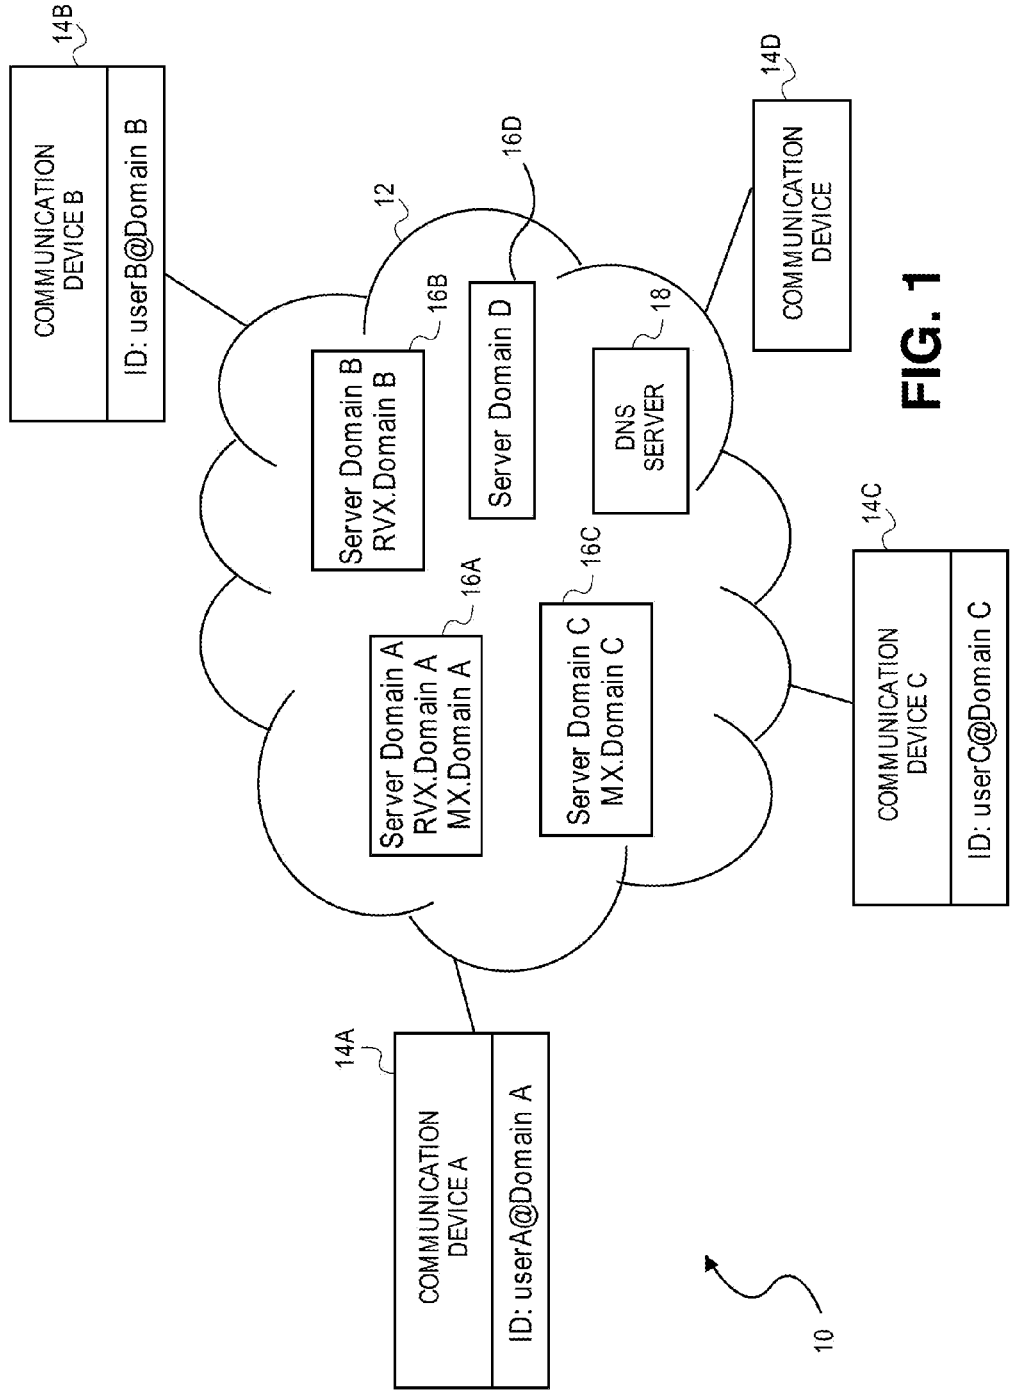 14B
COMMUNICATION
DEVICE B
ID: userB@Domain B
14D
COMMUNICATION
DEVICE
12
16D
Server Domain B
RVX.Domain B
16B
Server Domain D
DNS
SERVER
18
Server Domain A
RVX.Domain A
MX.Domain A
16A
Server Domain C
MX.Domain C
16C
14C
COMMUNICATION
DEVICE C
ID: userC@Domain C
14A
COMMUNICATION
DEVICE A
ID: userA@Domain A
10
FIG. 1